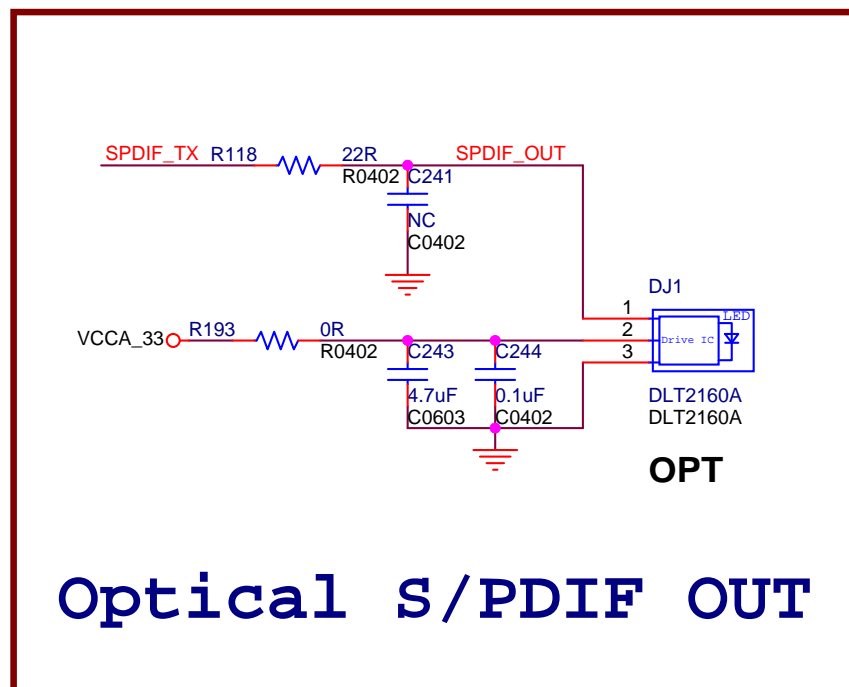 SPDIF_TX R118 22R SPDIF_OUT
R0402 C241
NC
C0402
DJ1
1
LED
VCCA_33 R193 0R 2 Drive IC
R0402 C243 C244 3
4.7uF 0.1uF DLT2160A
C0603 C0402 DLT2160A
OPT
Optical S/PDIF OUT